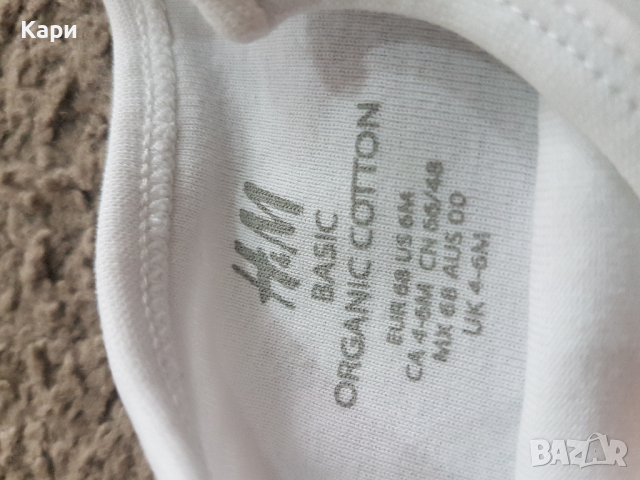 Кари
H&M
BASIC
ORGANIC COTTON
EUR 68 US 6M
CA 4-6M CN 66/48
MX 68 AUS 00
UK 4-6M
BAZAR